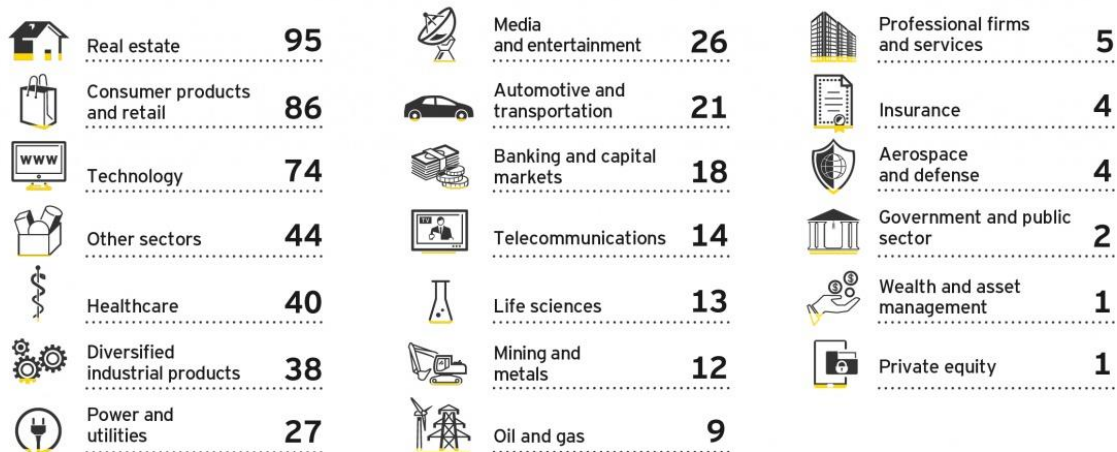 Real estate 95
Consumer products
and retail 86
www
Technology 74
Other sectors 44
Healthcare 40
Diversified
industrial products 38
Power and
utilities 27
Media
and entertainment 26
Automotive and
transportation 21
Banking and capital
markets 18
TV
Telecommunications 14
Life sciences 13
Mining and
metals 12
Oil and gas 9
Professional firms
and services 5
Insurance 4
Aerospace
and defense 4
Government and public
sector 2
$ $
Wealth and asset
management 1
Private equity 1